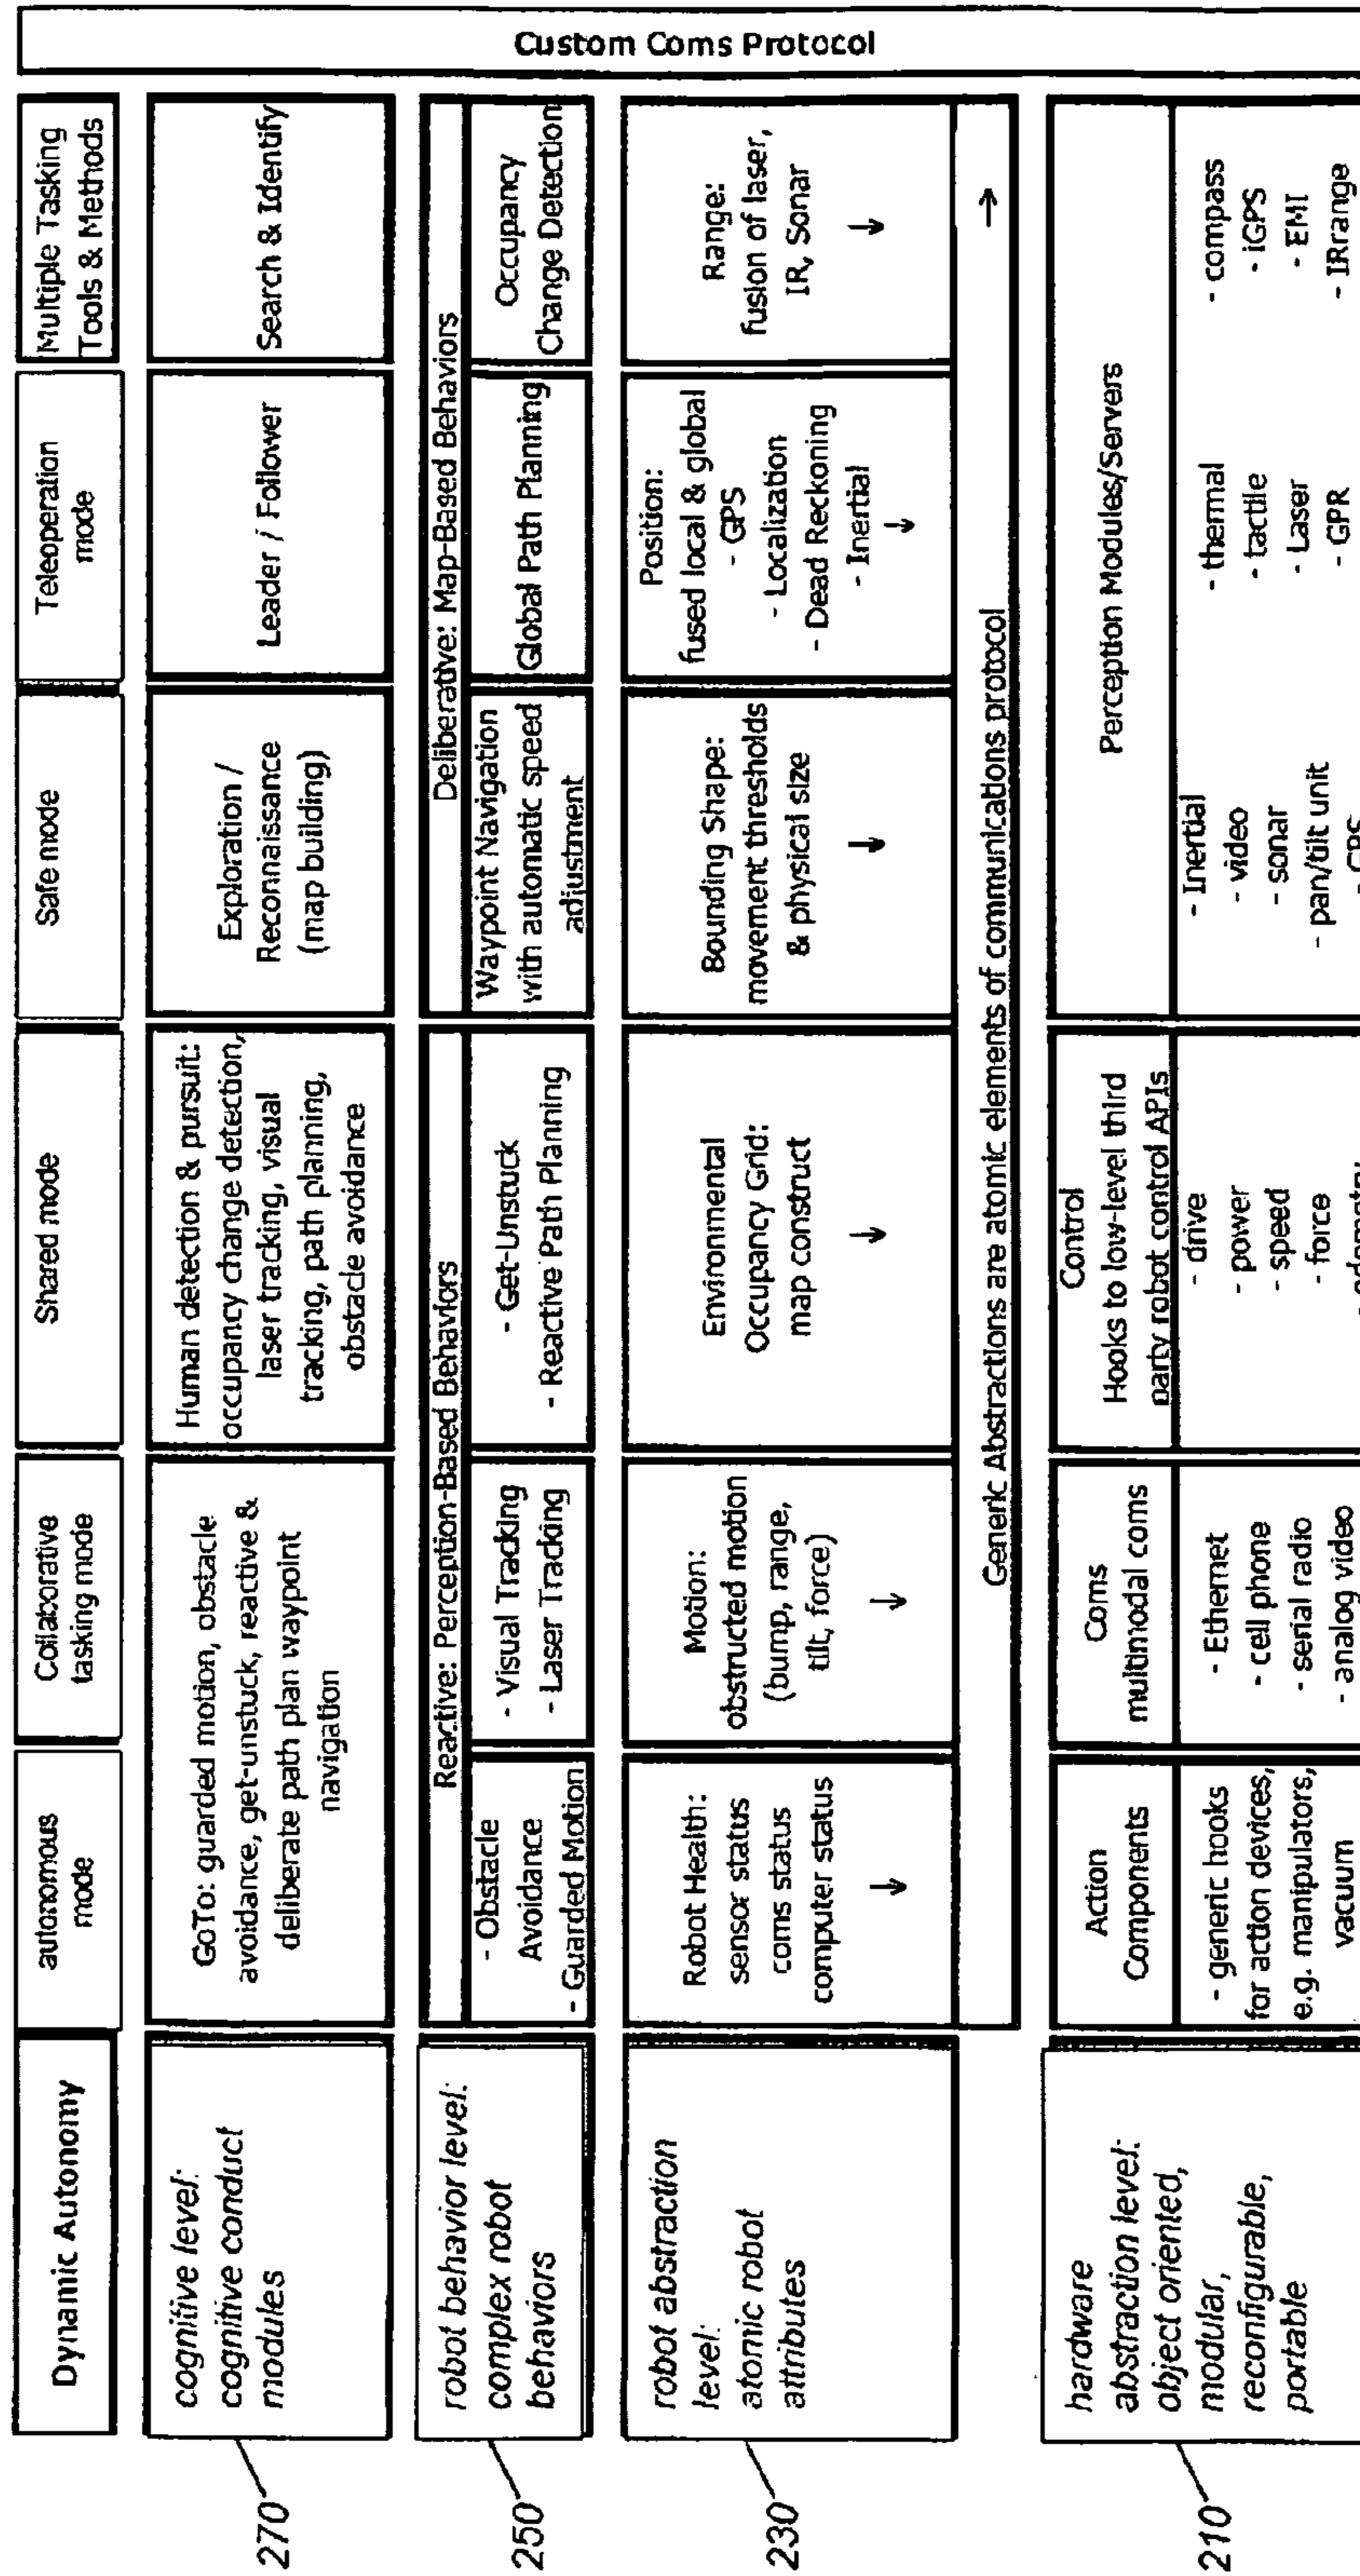 Custom Coms Protocol
Dynamic Autonomy
autonomous
mode
Collaborative
tasking mode
Shared mode
Safe mode
Teleoperation
mode
Multiple Tasking
Tools & Methods
270
cognitive level:
cognitive conduct
modules
GoTo: guarded motion, obstacle
avoidance, get-unstuck, reactive &
deliberate path plan waypoint
navigation
Human detection & pursuit:
occupancy change detection,
laser tracking, visual
tracking, path planning,
obstacle avoidance
Exploration /
Reconnaissance
(map building)
Leader / Follower
Search & Identify
250
robot behavior level:
complex robot
behaviors
Reactive: Perception-Based Behaviors
- Obstacle
Avoidance
- Guarded Motion
- Visual Tracking
- Laser Tracking
- Get-Unstuck
- Reactive Path Planning
Deliberative: Map-Based Behaviors
Waypoint Navigation
with automatic speed
adjustment
Global Path Planning
Occupancy
Change Detection
230
robot abstraction
level:
atomic robot
attributes
Robot Health:
sensor status
coms status
computer status
↓
Motion:
obstructed motion
(bump, range,
tilt, force)
↓
Environmental
Occupancy Grid:
map construct
↓
Bounding Shape:
movement thresholds
& physical size
↓
Position:
fused local & global
- GPS
- Localization
- Dead Reckoning
- Inertial
↓
Range:
fusion of laser,
IR, Sonar
↓
Generic Abstractions are atomic elements of communications protocol →
210
hardware
abstraction level:
object oriented,
modular,
reconfigurable,
portable
Action
Components
- generic hooks
for action devices,
e.g. manipulators,
vacuum
Coms
multimodal coms
- Ethernet
- cell phone
- serial radio
- analog video
Control
Hooks to low-level third
party robot control APIs
- drive
- power
- speed
- force
Perception Modules/Servers
- Inertial
- video
- sonar
- pan/tilt unit
- thermal
- tactile
- Laser
- GPR
- compass
- iGPS
- EMI
- IRrange